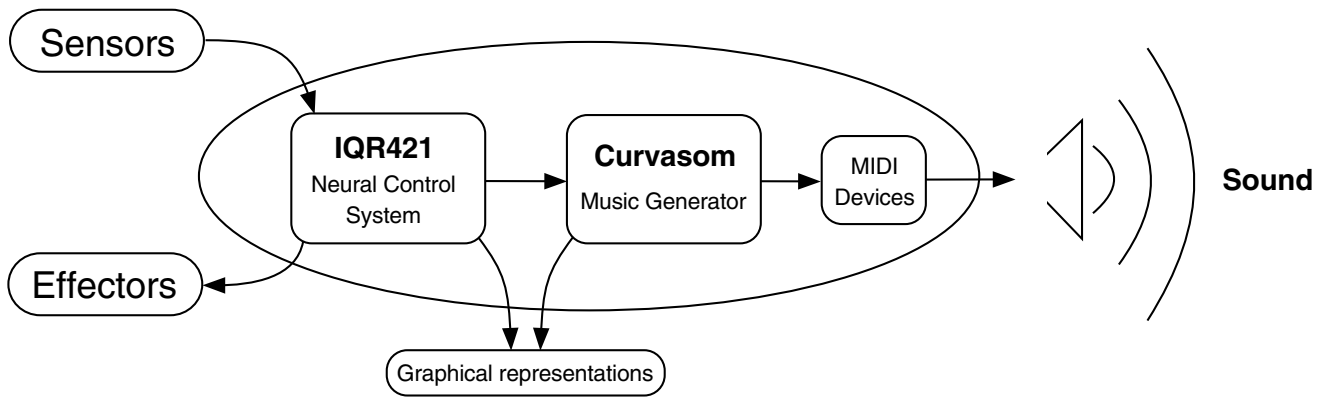 Sensors
IQR421
Neural Control
System
Curvasom
Music Generator
MIDI
Devices
Sound
Effectors
Graphical representations